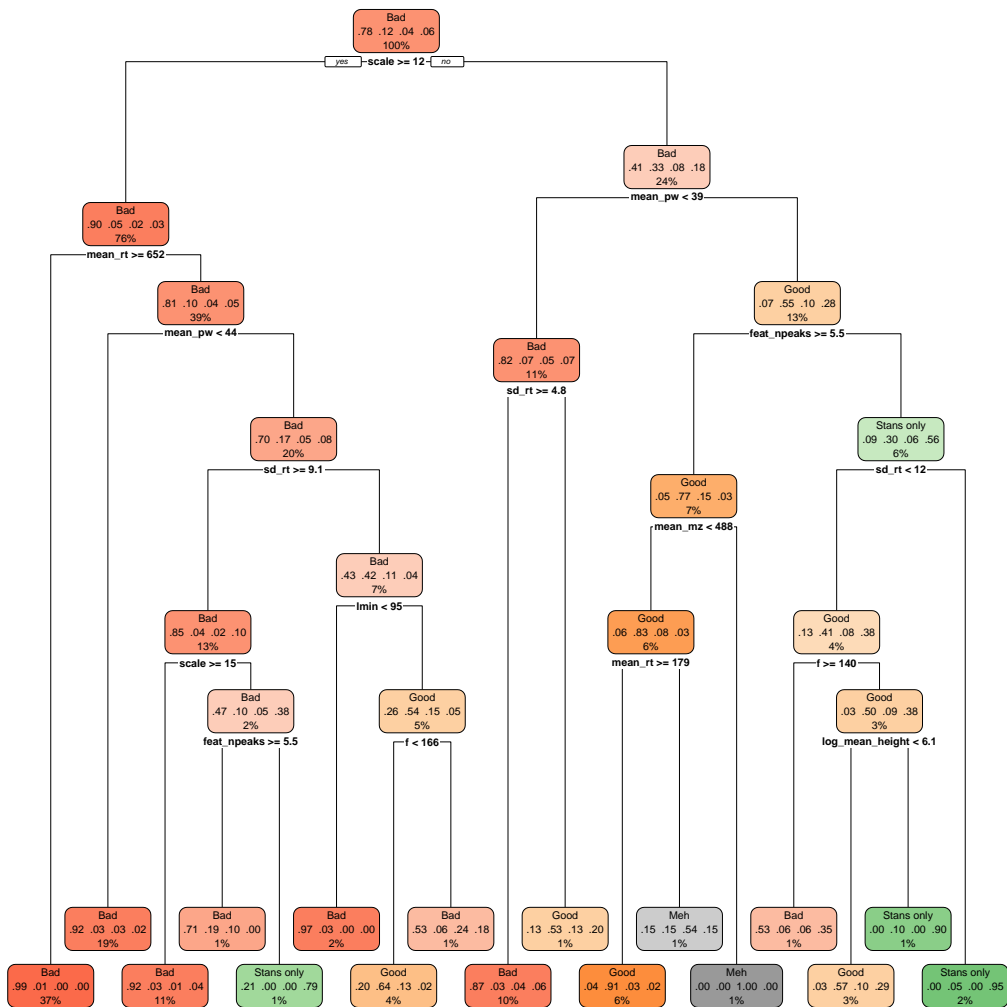 Bad
.78 .12 .04 .06
100%
yes scale >= 12 no
Bad
.41 .33 .08 .18
24%
mean_pw < 39
Bad
.90 .05 .02 .03
76%
mean_rt >= 652
Bad
.81 .10 .04 .05
39%
mean_pw < 44
Good
.07 .55 .10 .28
13%
feat_npeaks >= 5.5
Bad
.82 .07 .05 .07
11%
sd_rt >= 4.8
Bad
.70 .17 .05 .08
20%
sd_rt >= 9.1
Stans only
.09 .30 .06 .56
6%
sd_rt < 12
Good
.05 .77 .15 .03
7%
mean_mz < 488
Bad
.43 .42 .11 .04
7%
lmin < 95
Bad
.85 .04 .02 .10
13%
scale >= 15
Good
.06 .83 .08 .03
6%
mean_rt >= 179
Good
.13 .41 .08 .38
4%
f >= 140
Bad
.47 .10 .05 .38
2%
feat_npeaks >= 5.5
Good
.26 .54 .15 .05
5%
f < 166
Good
.03 .50 .09 .38
3%
log_mean_height < 6.1
Bad
.92 .03 .03 .02
19%
Bad
.71 .19 .10 .00
1%
Bad
.97 .03 .00 .00
2%
Bad
.53 .06 .24 .18
1%
Good
.13 .53 .13 .20
1%
Meh
.15 .15 .54 .15
1%
Bad
.53 .06 .06 .35
1%
Stans only
.00 .10 .00 .90
1%
Bad
.99 .01 .00 .00
37%
Bad
.92 .03 .01 .04
11%
Stans only
.21 .00 .00 .79
1%
Good
.20 .64 .13 .02
4%
Bad
.87 .03 .04 .06
10%
Good
.04 .91 .03 .02
6%
Meh
.00 .00 1.00 .00
1%
Good
.03 .57 .10 .29
3%
Stans only
.00 .05 .00 .95
2%